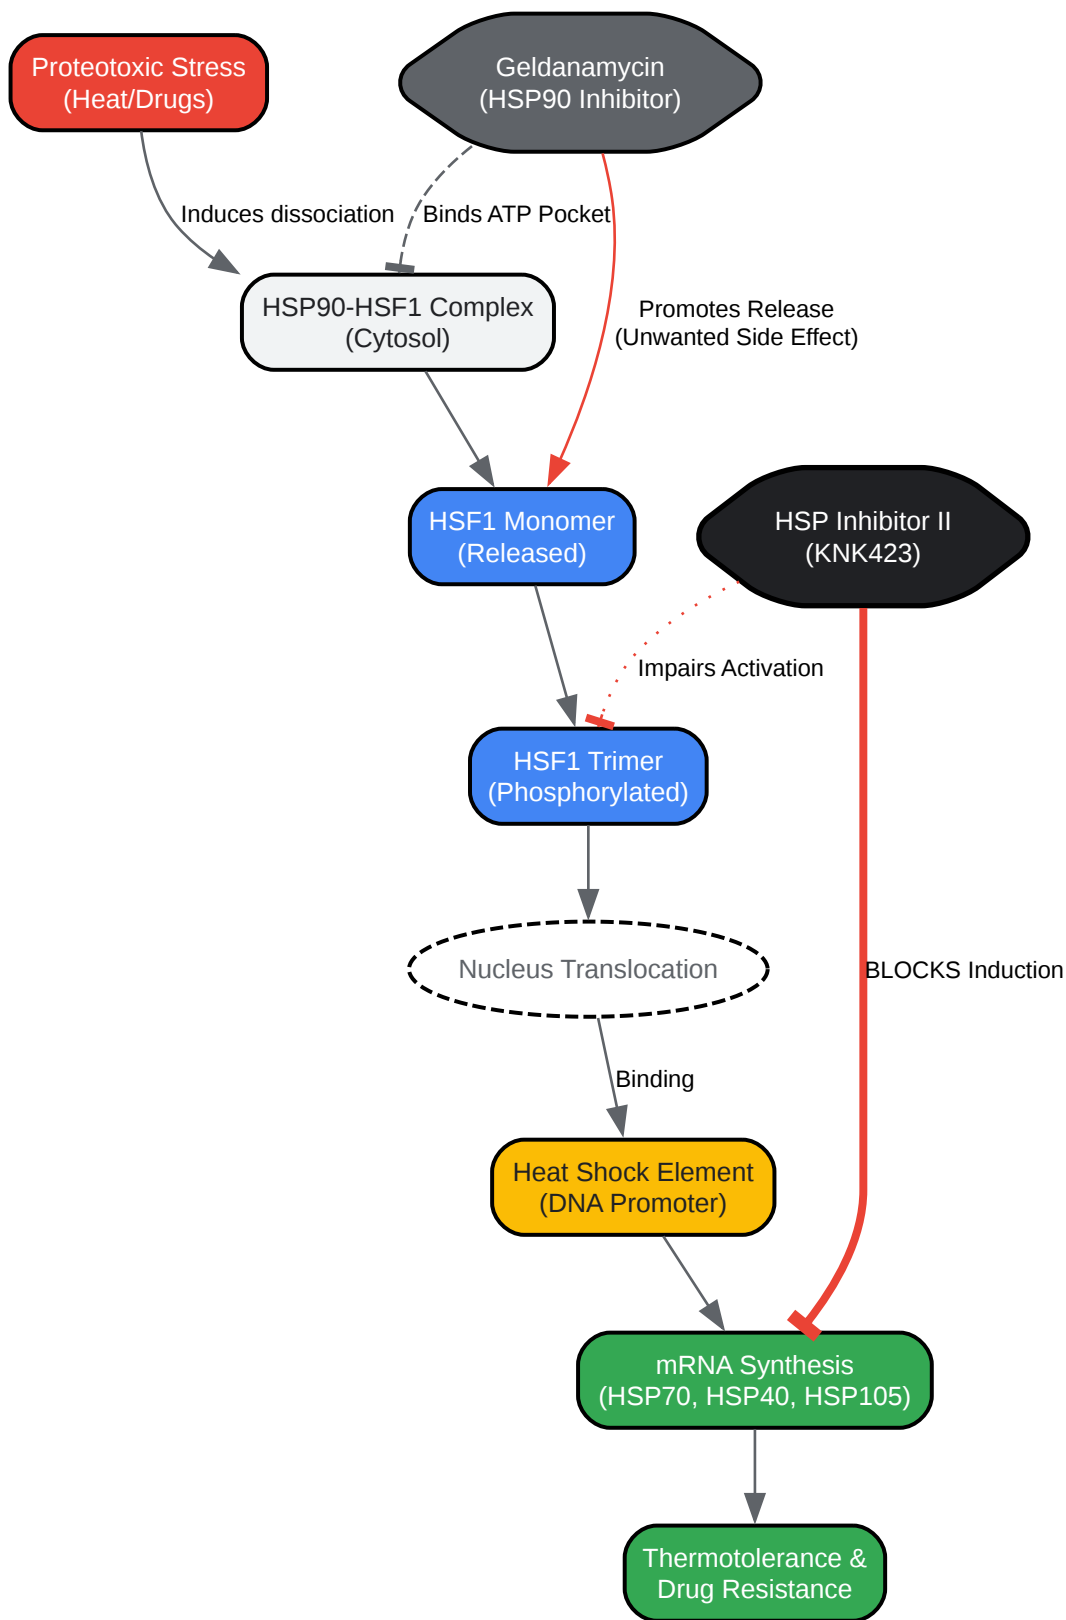 Proteotoxic Stress
(Heat/Drugs)
Geldanamycin
(HSP90 Inhibitor)
Induces dissociation
Binds ATP Pocket
HSP90-HSF1 Complex
(Cytosol)
Promotes Release
(Unwanted Side Effect)
HSF1 Monomer
(Released)
HSP Inhibitor II
(KNK423)
Impairs Activation
HSF1 Trimer
(Phosphorylated)
Nucleus Translocation
BLOCKS Induction
Binding
Heat Shock Element
(DNA Promoter)
mRNA Synthesis
(HSP70, HSP40, HSP105)
Thermotolerance &
Drug Resistance